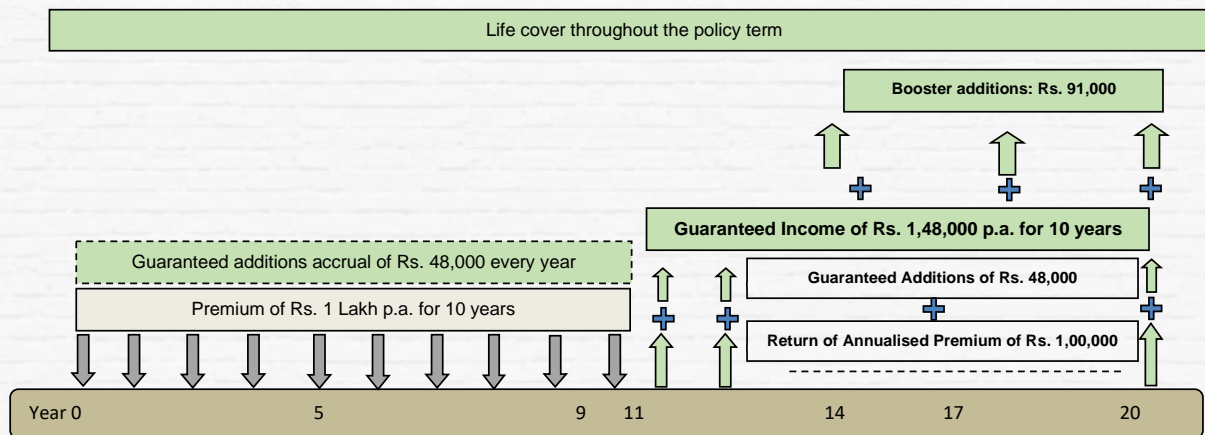 Life cover throughout the policy term
Booster additions: Rs. 91,000
Guaranteed Income of Rs. 1,48,000 p.a. for 10 years
Guaranteed additions accrual of Rs. 48,000 every year
Guaranteed Additions of Rs. 48,000
Premium of Rs. 1 Lakh p.a. for 10 years
Return of Annualised Premium of Rs. 1,00,000
Year 0 5 9 11 14 17 20